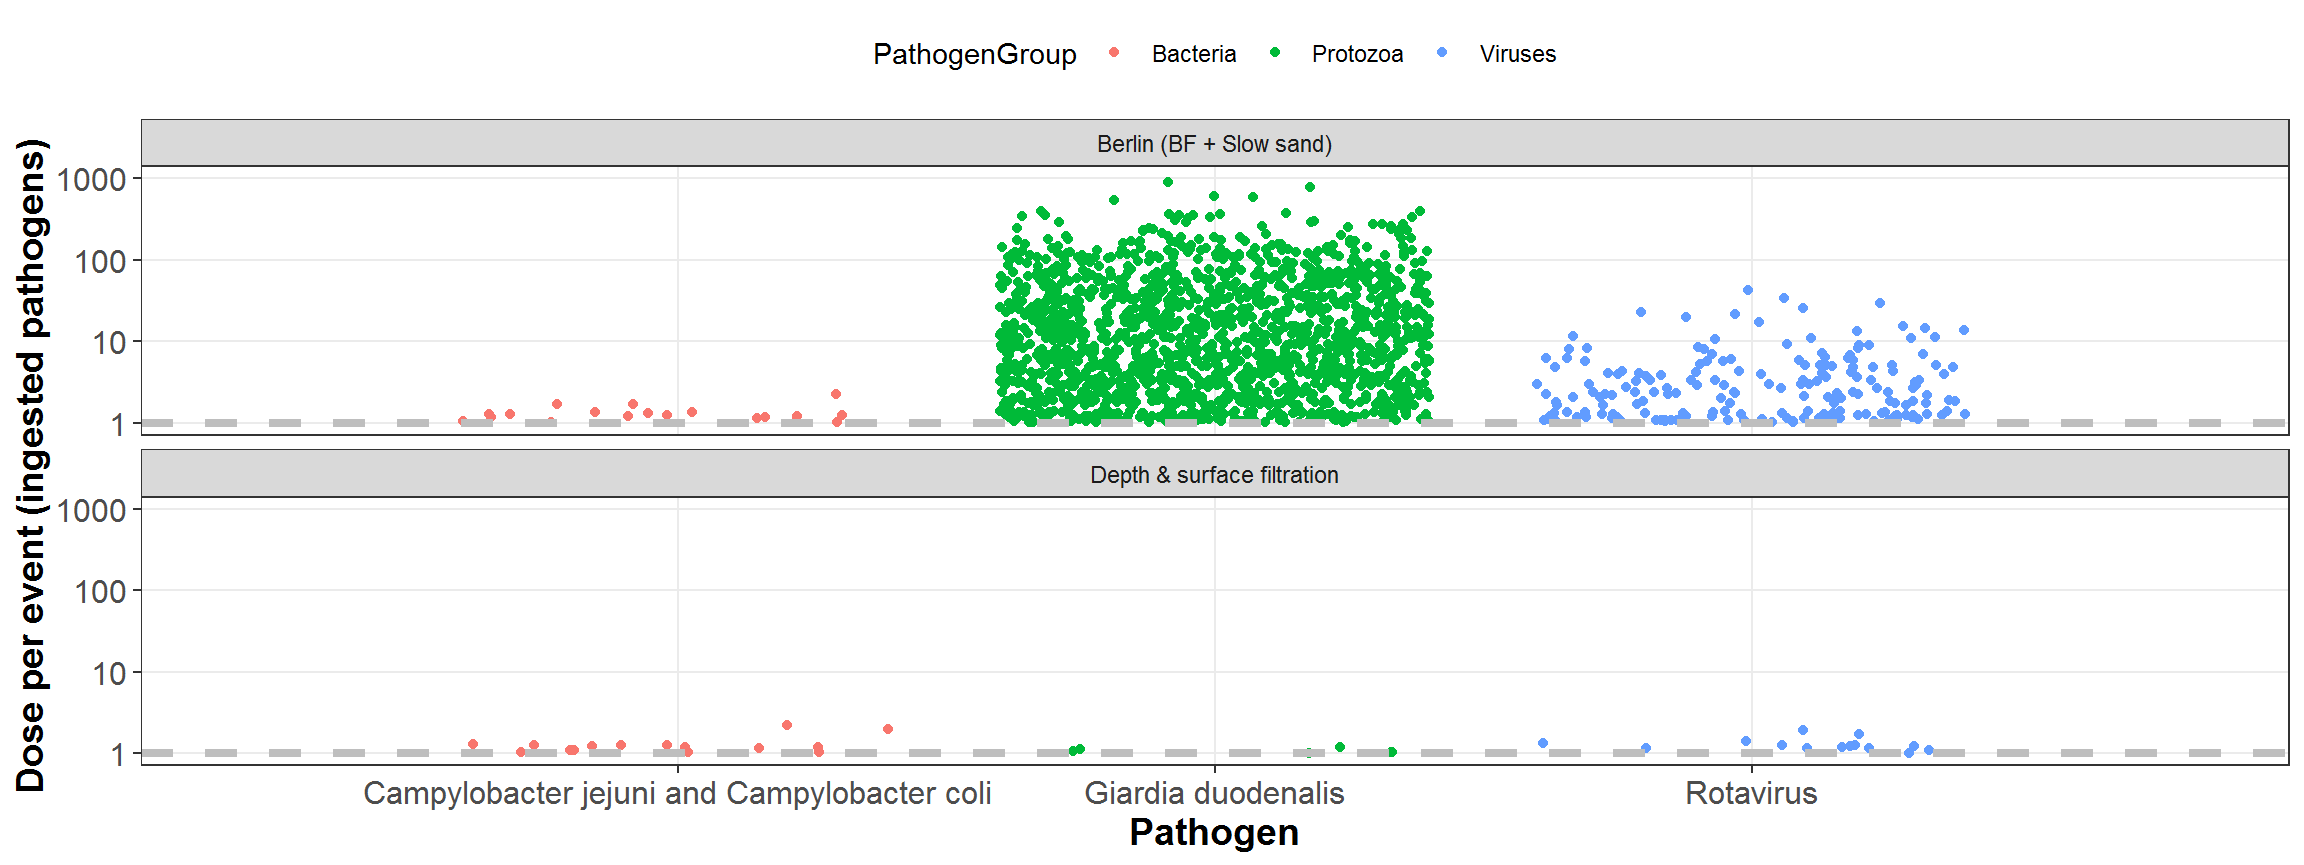 PathogenGroup Bacteria Protozoa Viruses
Berlin (BF + Slow sand)
1000
100
10
1
Depth & surface filtration
1000
100
10
1
Dose per event (ingested pathogens)
Campylobacter jejuni and Campylobacter coli Giardia duodenalis Rotavirus
Pathogen